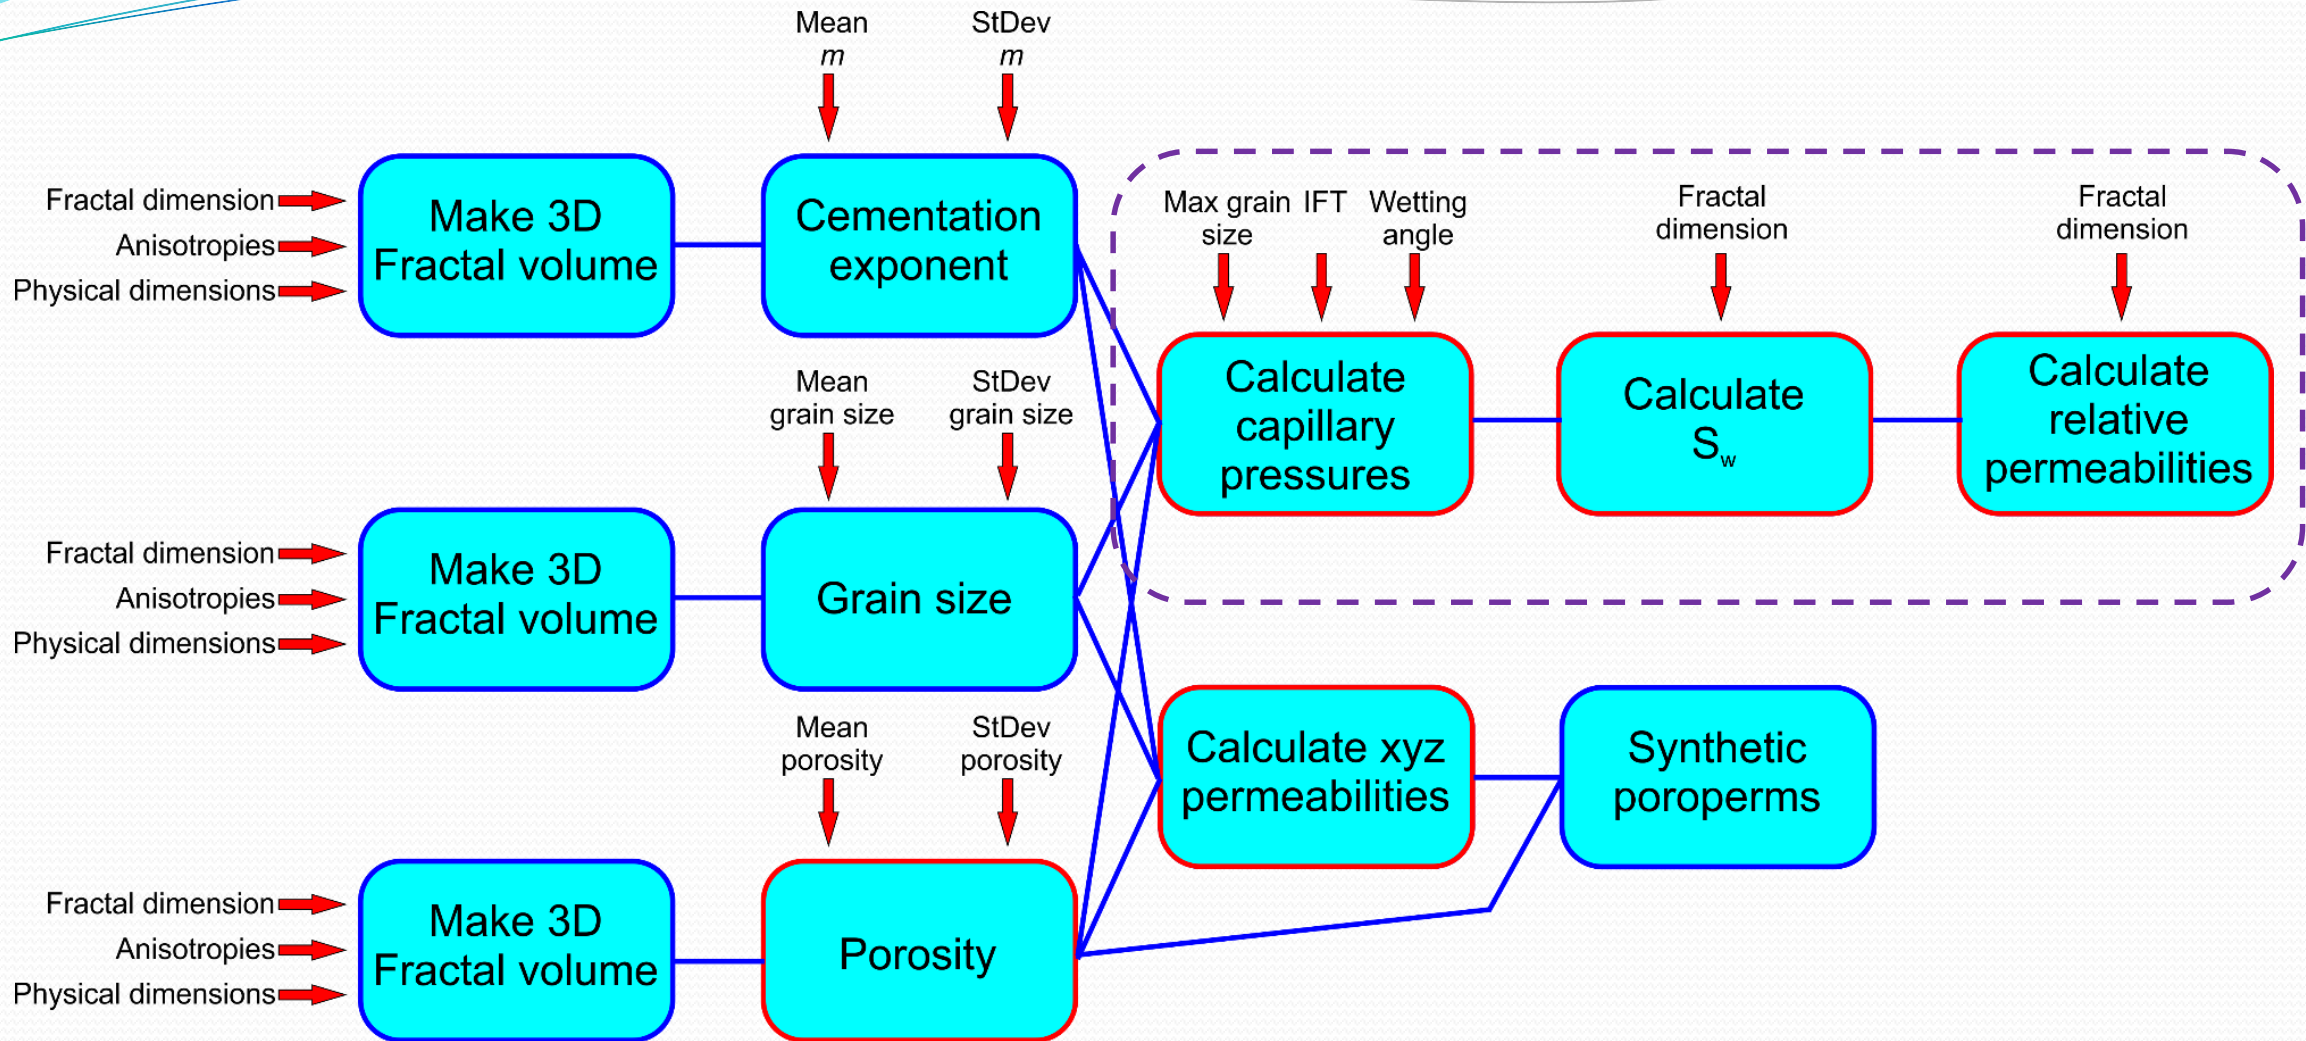 Mean
m
StDev
m
Fractal dimension
Anisotropies
Physical dimensions
Make 3D
Fractal volume
Cementation
exponent
Max grain
size
IFT
Wetting
angle
Fractal
dimension
Fractal
dimension
Calculate
capillary
pressures
Calculate
Sw
Calculate
relative
permeabilities
Mean
grain size
StDev
grain size
Fractal dimension
Anisotropies
Physical dimensions
Make 3D
Fractal volume
Grain size
Mean
porosity
StDev
porosity
Calculate xyz
permeabilities
Synthetic
poroperms
Fractal dimension
Anisotropies
Physical dimensions
Make 3D
Fractal volume
Porosity